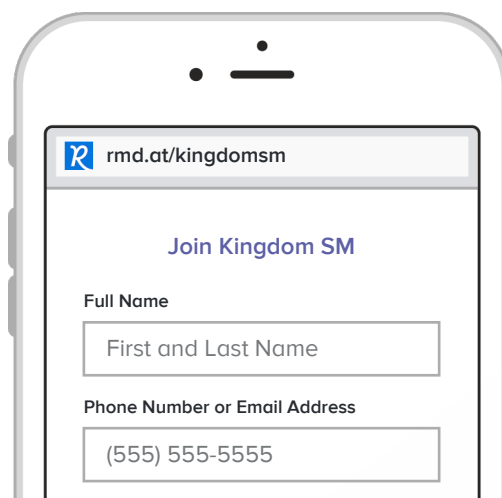 rmd.at/kingdomsm
Join Kingdom SM
Full Name
First and Last Name
Phone Number or Email Address
(555) 555-5555